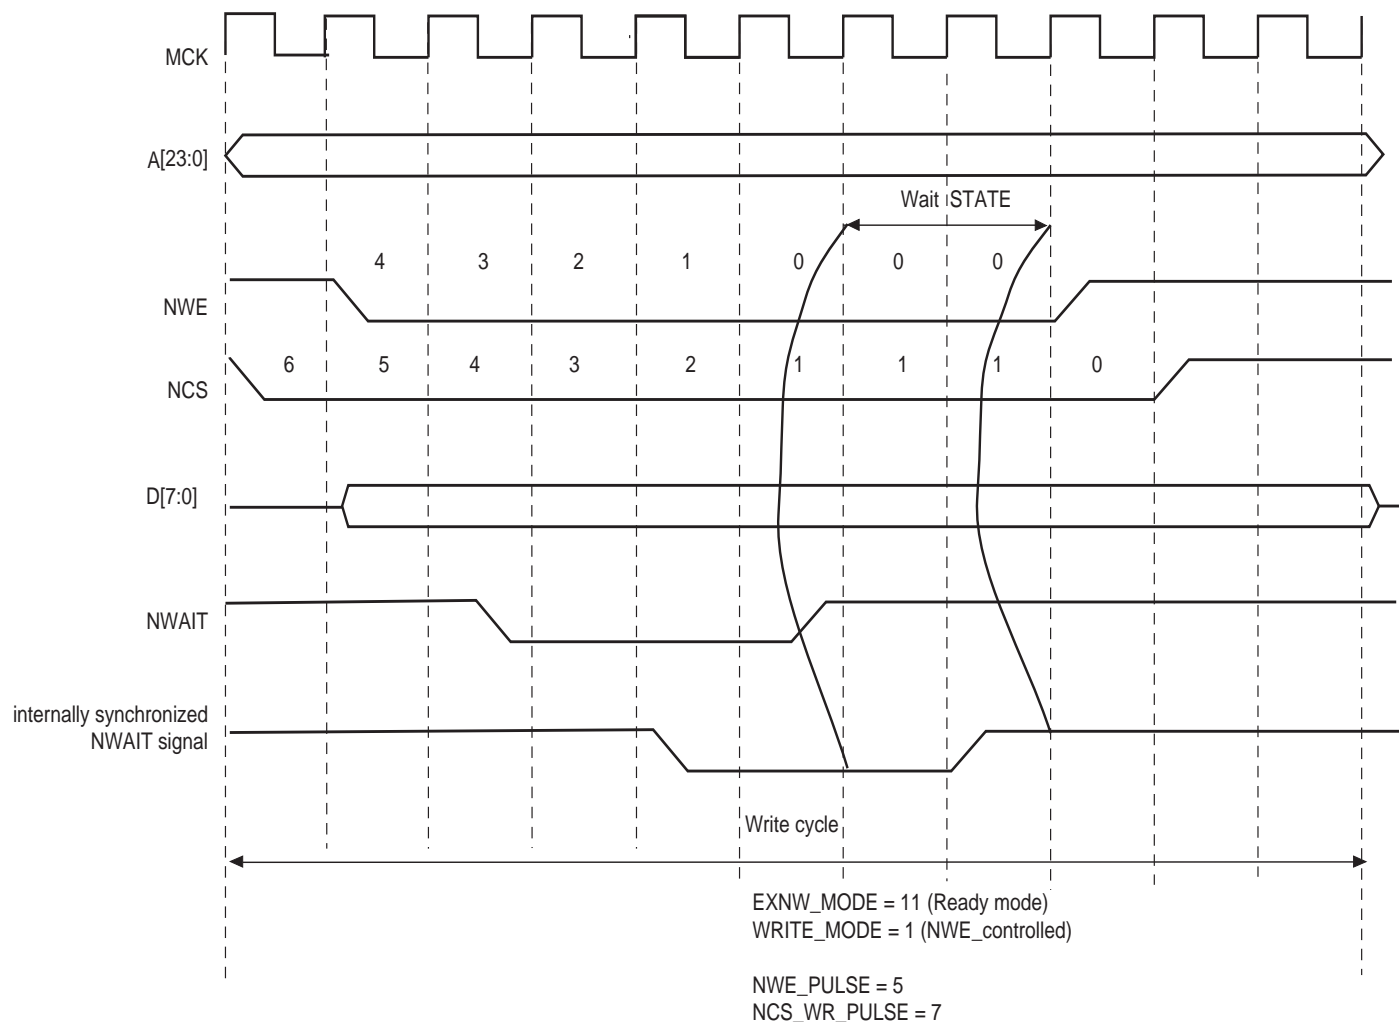 MCK
A[23:0]
Wait STATE
4 3 2 1 0 0 0
NWE
6 5 4 3 2 1 1 1 0
NCS
D[7:0]
NWAIT
internally synchronized
NWAIT signal
Write cycle
EXNW_MODE = 11 (Ready mode)
WRITE_MODE = 1 (NWE_controlled)
NWE_PULSE = 5
NCS_WR_PULSE = 7